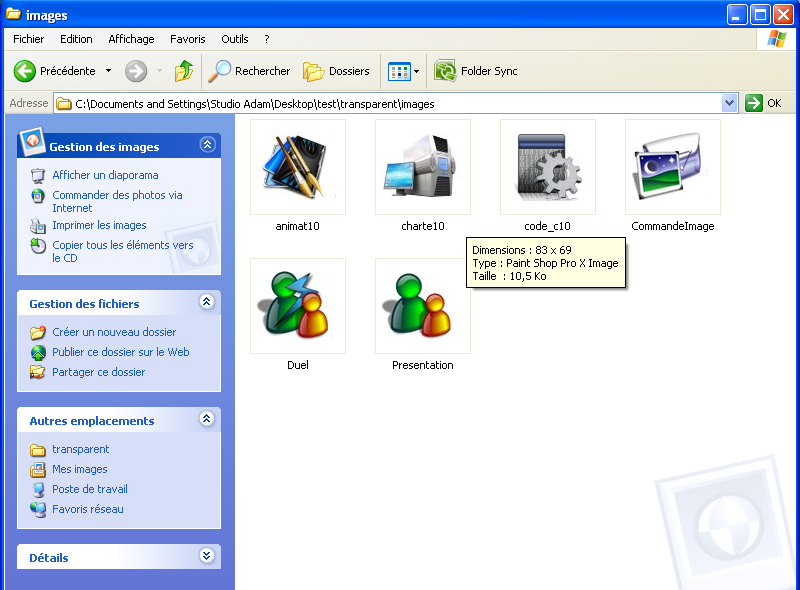 images
Fichier Edition Affichage Favoris Outils ?
Précédente Rechercher Dossiers Folder Sync
Adresse C:\Documents and Settings\Studio Adam\Desktop\test\transparent\images OK
Gestion des images
Afficher un diaporama
Commander des photos via
Internet
Imprimer les images
Copier tous les éléments vers
le CD
Gestion des fichiers
Créer un nouveau dossier
Publier ce dossier sur le Web
Partager ce dossier
Autres emplacements
transparent
Mes images
Poste de travail
Favoris réseau
Détails
animat10 charte10 code_c10 CommandeImage
Dimensions : 83 x 69
Type : Paint Shop Pro X Image
Taille : 10,5 Ko
Duel Presentation